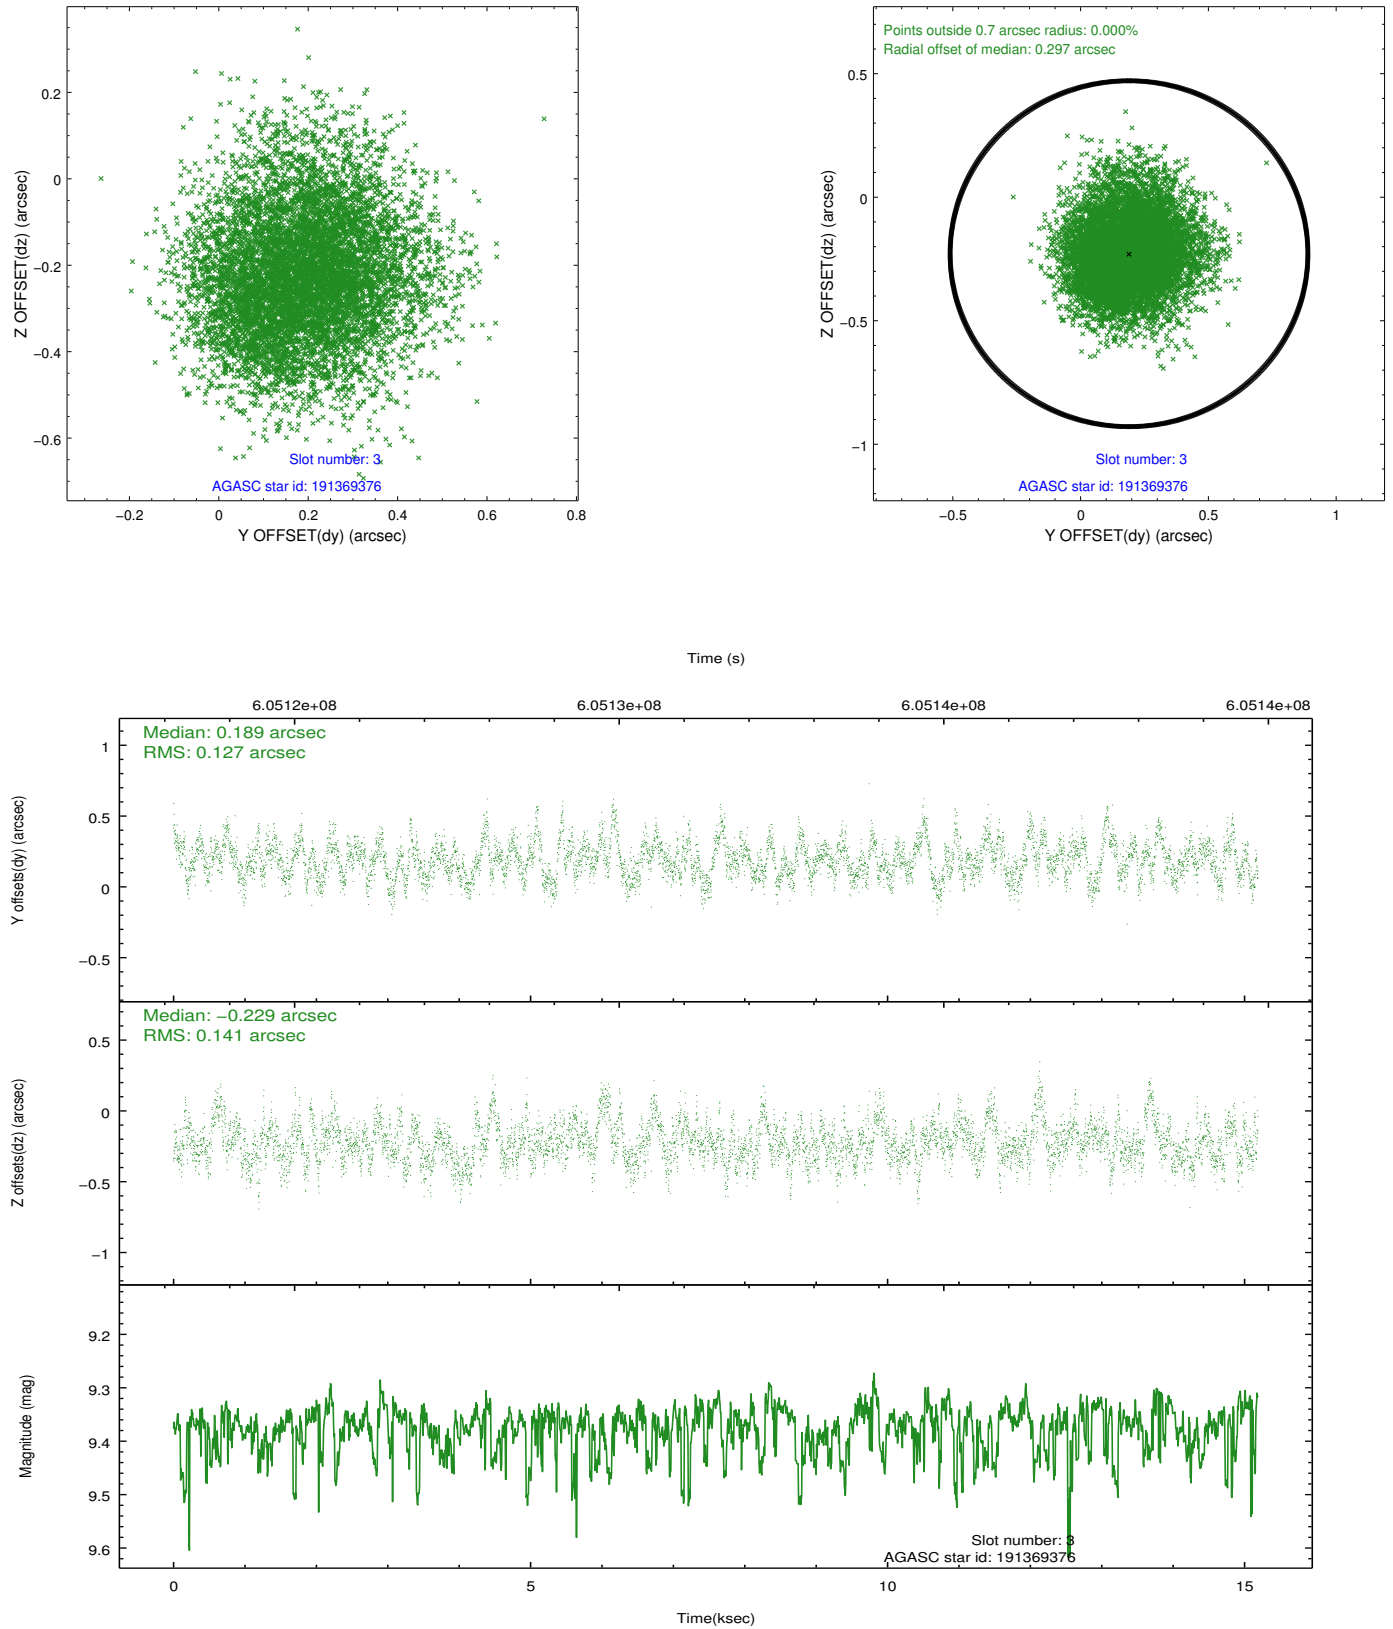 0.2
0
−0.2
−0.4
−0.6
−0.2
0
0.2
0.4
0.6
0.8
Z OFFSET(dz) (arcsec)
Y OFFSET(dy) (arcsec)
Slot number: 3
AGASC star id: 191369376
Points outside 0.7 arcsec radius: 0.000%
Radial offset of median: 0.297 arcsec
0.5
0
−0.5
−1
−0.5
0
0.5
1
Z OFFSET(dz) (arcsec)
Y OFFSET(dy) (arcsec)
Slot number: 3
AGASC star id: 191369376
Time (s)
6.0512e+08
6.0513e+08
6.0514e+08
6.0514e+08
Median: 0.189 arcsec
RMS: 0.127 arcsec
1
0.5
0
−0.5
Y offsets(dy) (arcsec)
Median: −0.229 arcsec
RMS: 0.141 arcsec
0.5
0
−0.5
−1
Z offsets(dz) (arcsec)
9.2
9.3
9.4
9.5
9.6
Magnitude (mag)
Slot number: 3
AGASC star id: 191369376
0
5
10
15
Time(ksec)